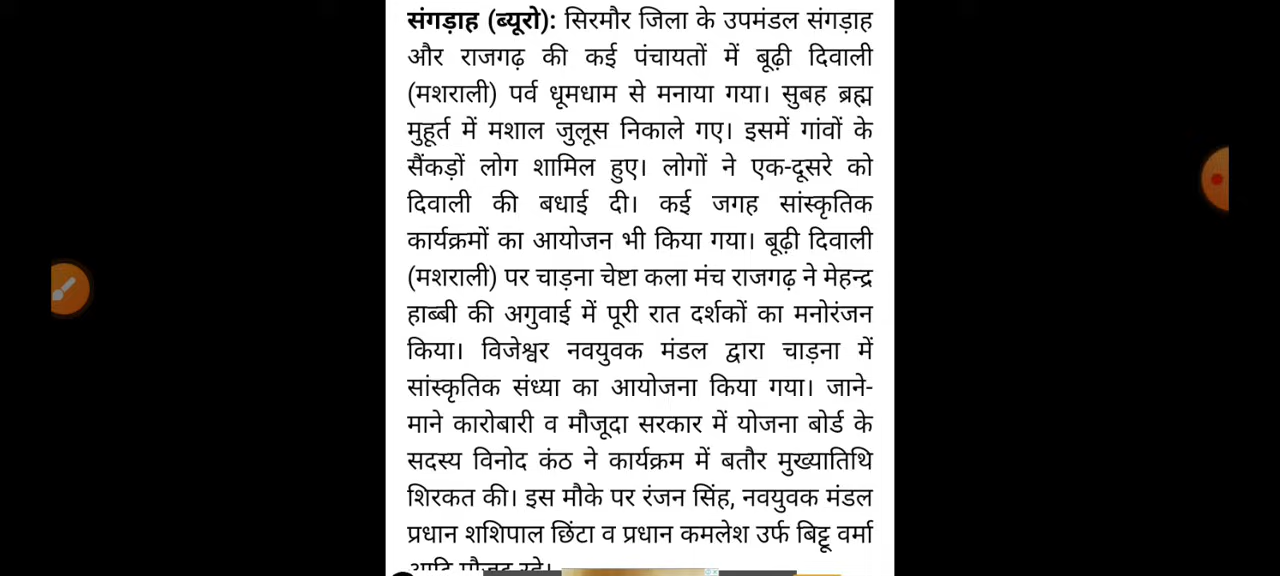 संगड़ाह (ब्यूरो): सिरमौर जिला के उपमंडल संगड़ाह
और राजगढ़ की कई पंचायतों में बूढ़ी दिवाली
(मशराली) पर्व धूमधाम से मनाया गया। सुबह ब्रह्म
मुहूर्त में मशाल जुलूस निकाले गए। इसमें गांवों के
सैंकड़ों लोग शामिल हुए। लोगों ने एक-दूसरे को
दिवाली की बधाई दी। कई जगह सांस्कृतिक
कार्यक्रमों का आयोजन भी किया गया। बूढ़ी दिवाली
(मशराली) पर चाड़ना चेष्टा कला मंच राजगढ़ ने मेहन्द्र
हाब्बी की अगुवाई में पूरी रात दर्शकों का मनोरंजन
किया। विजेश्वर नवयुवक मंडल द्वारा चाड़ना में
सांस्कृतिक संध्या का आयोजना किया गया। जाने-
माने कारोबारी व मौजूदा सरकार में योजना बोर्ड के
सदस्य विनोद कंठ ने कार्यक्रम में बतौर मुख्यातिथि
शिरकत की। इस मौके पर रंजन सिंह, नवयुवक मंडल
प्रधान शशिपाल छिंटा व प्रधान कमलेश उर्फ बिट्टू वर्मा
आदि मौजूद रहे।